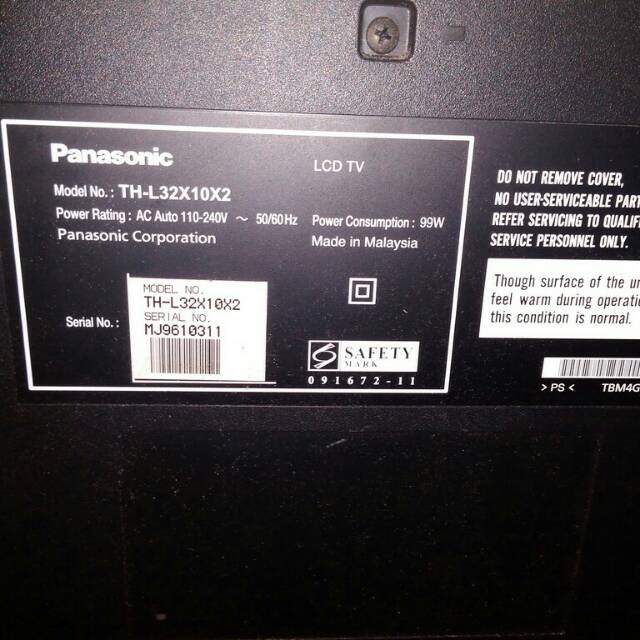 Panasonic
LCD TV
Model No. : TH-L32X10X2
Power Rating : AC Auto 110-240V ~ 50/60 Hz
Power Consumption : 99W
Panasonic Corporation
Made in Malaysia
Serial No. :
MODEL NO.
TH-L32X10X2
SERIAL NO.
MJ9610311
SAFETY
MARK
091672-11
DO NOT REMOVE COVER,
NO USER-SERVICEABLE PART
REFER SERVICING TO QUALIF
SERVICE PERSONNEL ONLY.
Though surface of the un
feel warm during operati
this condition is normal.
> PS <
TBM4G